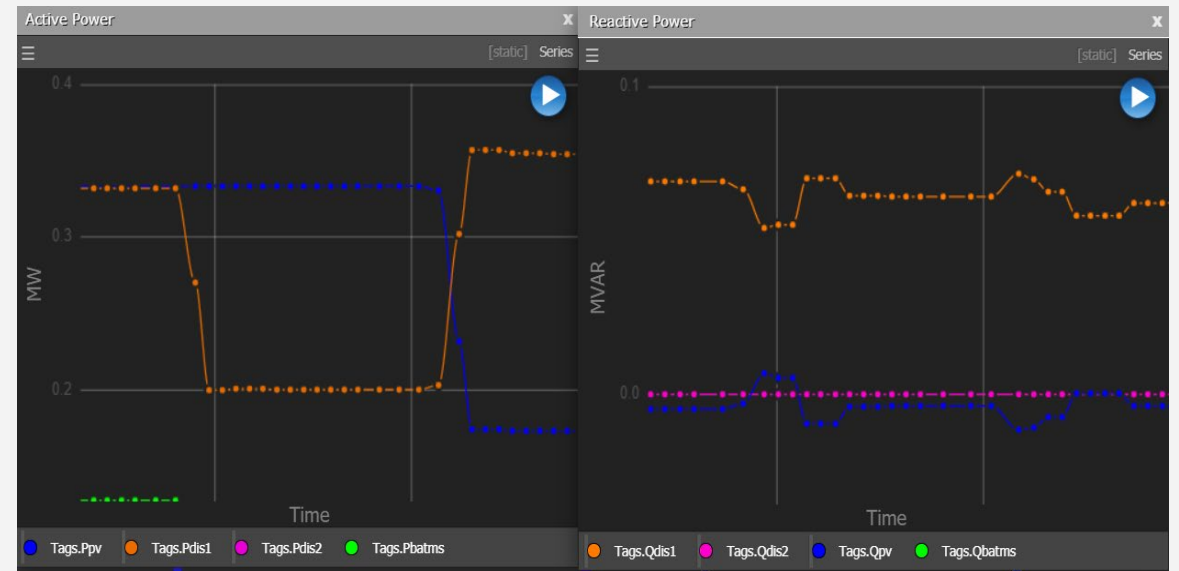 Active Power X
☰ [static] Series
0.4
0.3
MW
0.2
Time
Tags.Ppv Tags.Pdis1 Tags.Pdis2 Tags.Pbatms
Reactive Power X
☰ [static] Series
0.1
MVAR
0.0
Time
Tags.Qdis1 Tags.Qdis2 Tags.Qpv Tags.Qbatms